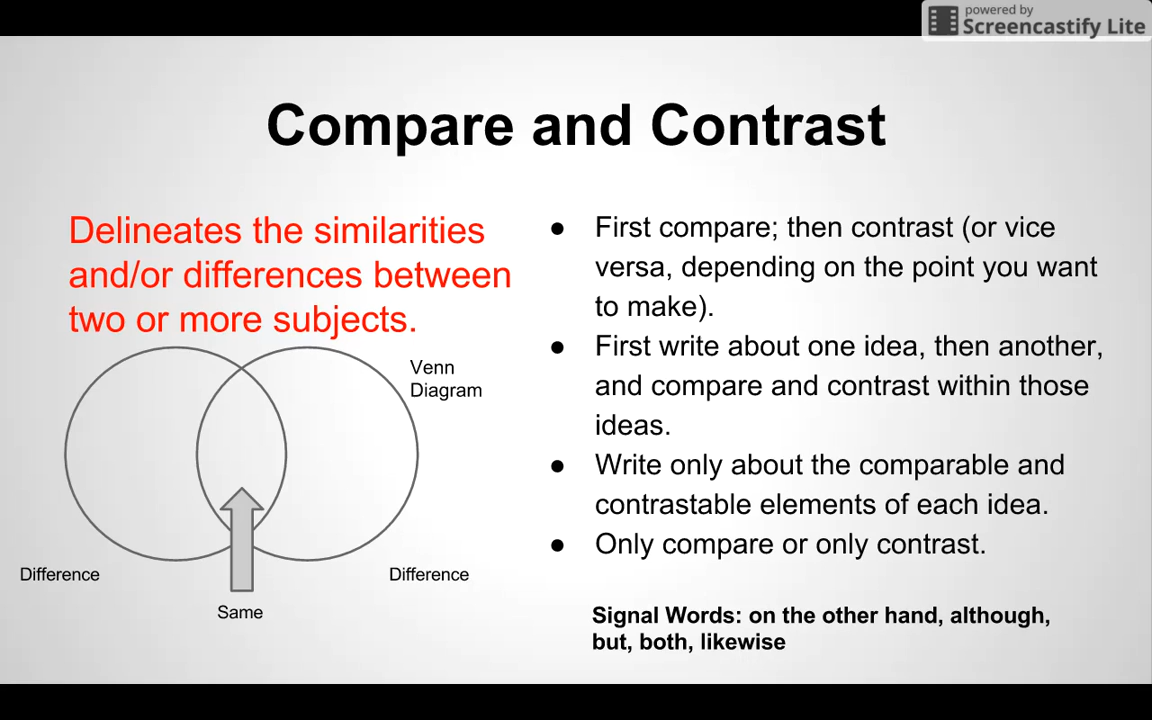 powered by
Screencastify Lite
Compare and Contrast
Delineates the similarities
and/or differences between
two or more subjects.
Venn
Diagram
Difference
Difference
Same
● First compare; then contrast (or vice
versa, depending on the point you want
to make).
● First write about one idea, then another,
and compare and contrast within those
ideas.
● Write only about the comparable and
contrastable elements of each idea.
● Only compare or only contrast.
Signal Words: on the other hand, although,
but, both, likewise